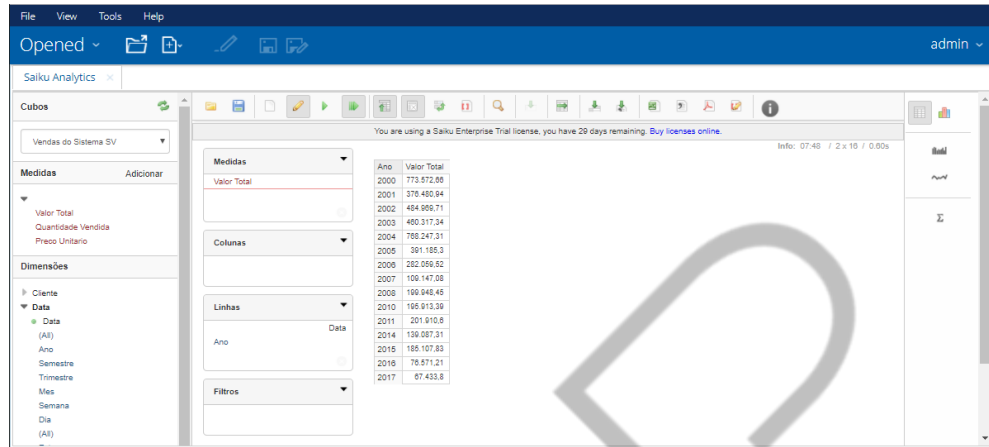 File View Tools Help
Opened admin
Saiku Analytics ×
Cubos
Vendas do Sistema SV
Medidas Adicionar
Valor Total
Quantidade Vendida
Preco Unitario
Dimensões
Cliente
Data
Data
(All)
Ano
Semestre
Trimestre
Mes
Semana
Dia
(All)
You are using a Saiku Enterprise Trial license, you have 29 days remaining. Buy licenses online.
Info: 07:48 / 2 x 16 / 0.60s
Medidas
Valor Total
Colunas
Linhas
Data
Ano
Filtros
Ano Valor Total
2000 773.572,66
2001 376.480,94
2002 484.969,71
2003 460.317,34
2004 768.247,31
2005 391.185,3
2006 282.059,52
2007 109.147,08
2008 199.948,45
2010 195.913,39
2011 201.910,6
2014 139.087,31
2015 185.107,83
2016 76.571,21
2017 67.433,8
Σ